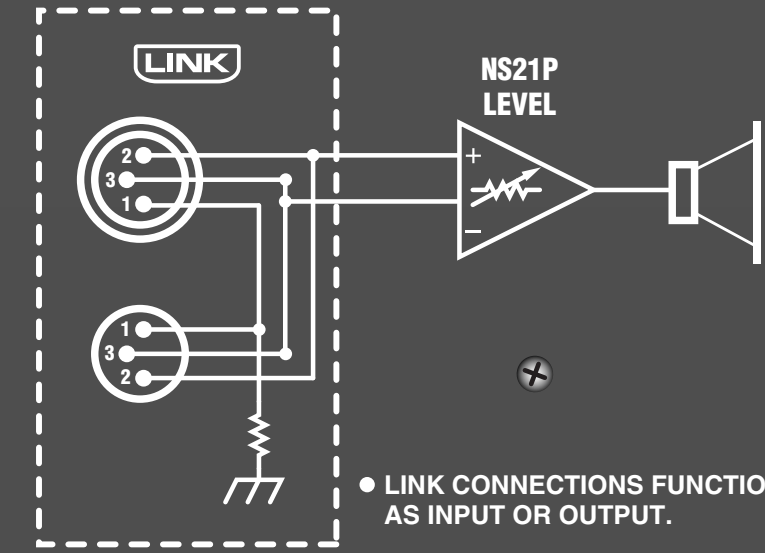 LINK
NS21P
LEVEL
2
3
1
+
−
1
3
2
● LINK CONNECTIONS FUNCTIO
AS INPUT OR OUTPUT.